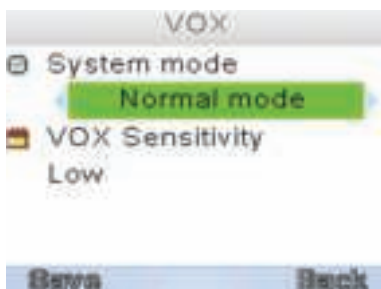 VOX
System mode
Normal mode
VOX Sensitivity
Low
Save Back